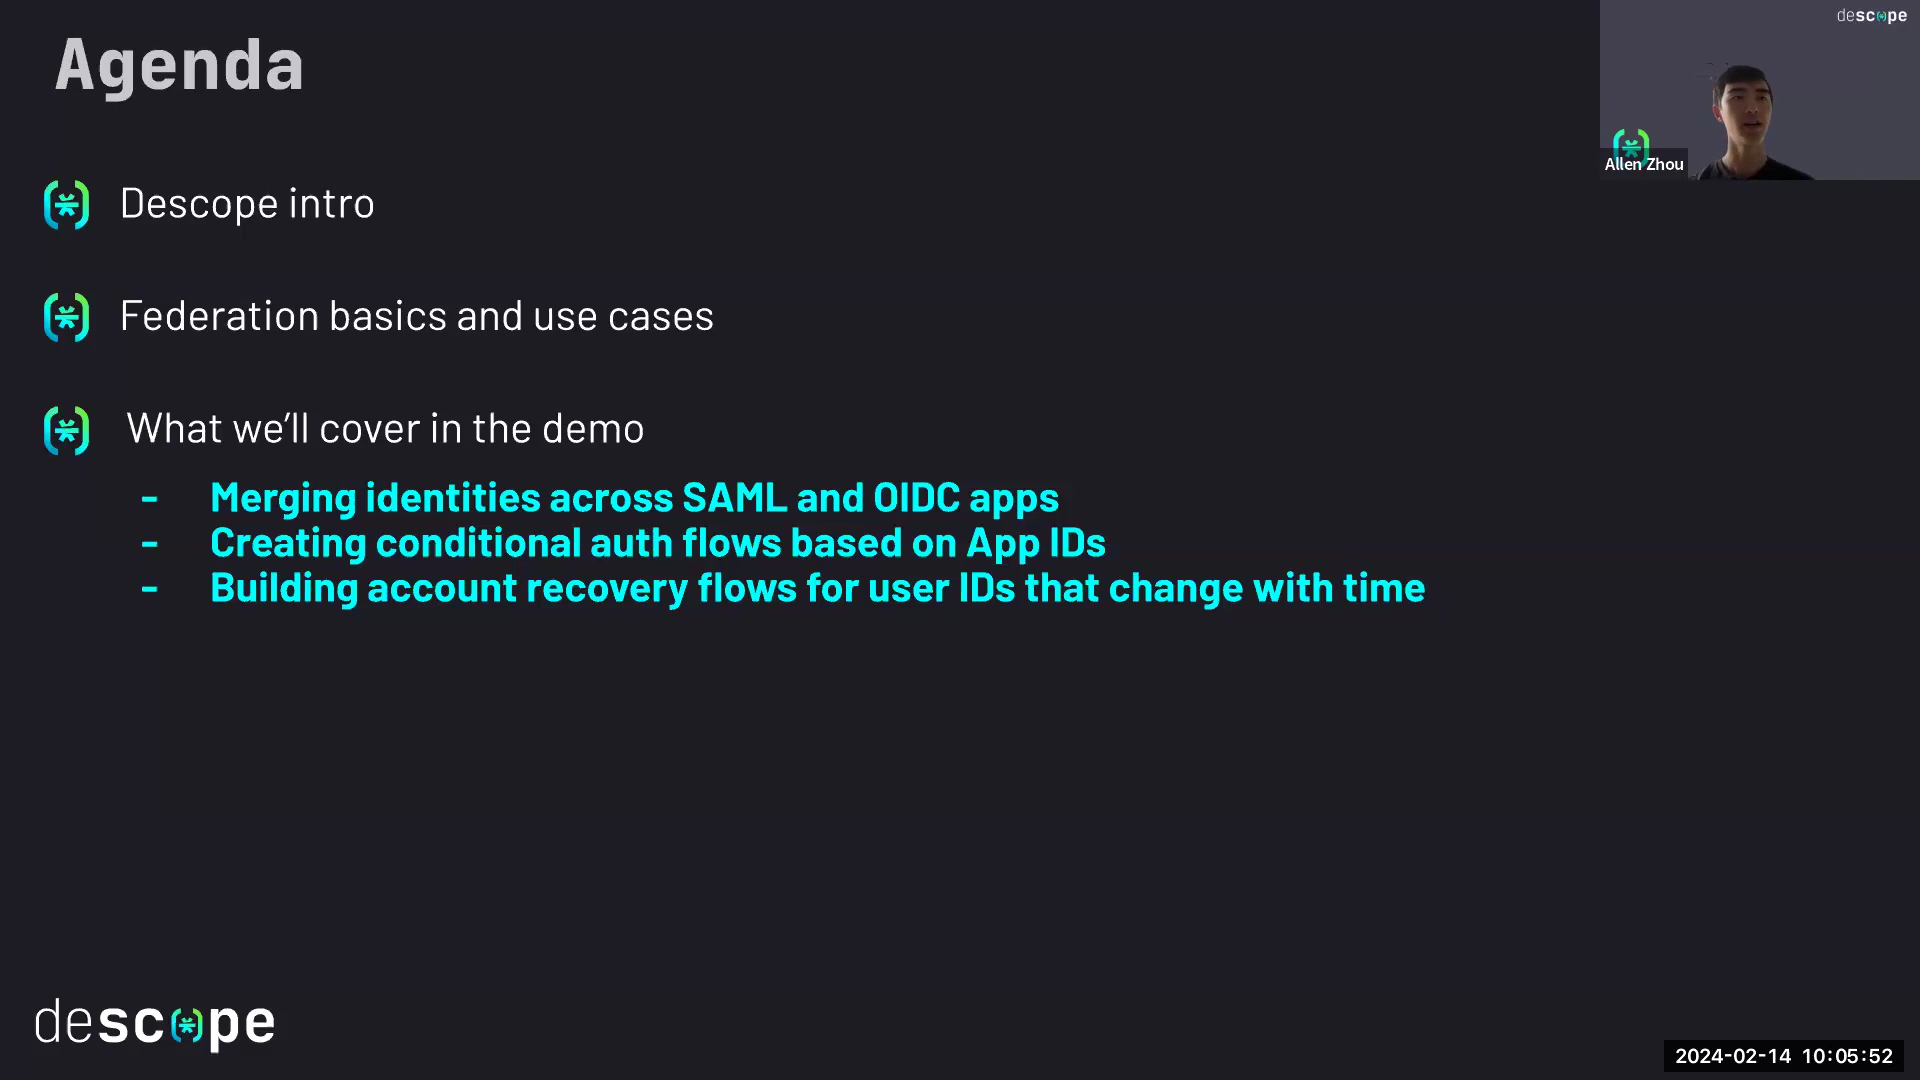 Agenda
descope
Allen Zhou
Descope intro
Federation basics and use cases
What we’ll cover in the demo
- Merging identities across SAML and OIDC apps
- Creating conditional auth flows based on App IDs
- Building account recovery flows for user IDs that change with time
descope
2024-02-14 10:05:52